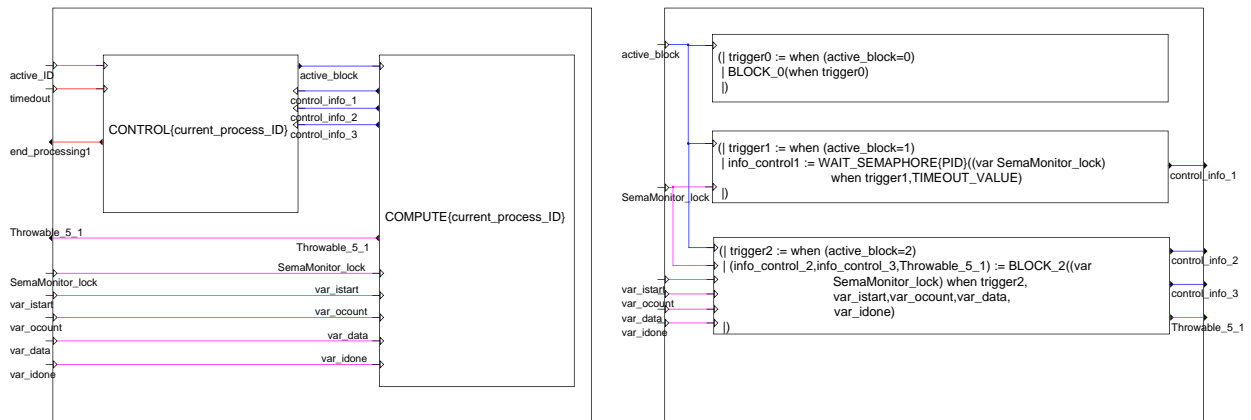 active_ID
timedout
end_processing1
CONTROL{current_process_ID}
active_block
control_info_1
control_info_2
control_info_3
COMPUTE{current_process_ID}
Throwable_5_1
Throwable_5_1
SemaMonitor_lock
SemaMonitor_lock
var_istart
var_istart
var_ocount
var_ocount
var_data
var_data
var_idone
var_idone
active_block
(| trigger0 := when (active_block=0)
| BLOCK_0(when trigger0)
|)
(| trigger1 := when (active_block=1)
| info_control1 := WAIT_SEMAPHORE{PID}((var SemaMonitor_lock)
when trigger1,TIMEOUT_VALUE)
|)
control_info_1
SemaMonitor_lock
(| trigger2 := when (active_block=2)
| (info_control_2,info_control_3,Throwable_5_1) := BLOCK_2((var
SemaMonitor_lock) when trigger2,
var_istart,var_ocount,var_data,
var_idone)
|)
var_istart
var_ocount
var_data
var_idone
control_info_2
control_info_3
Throwable_5_1